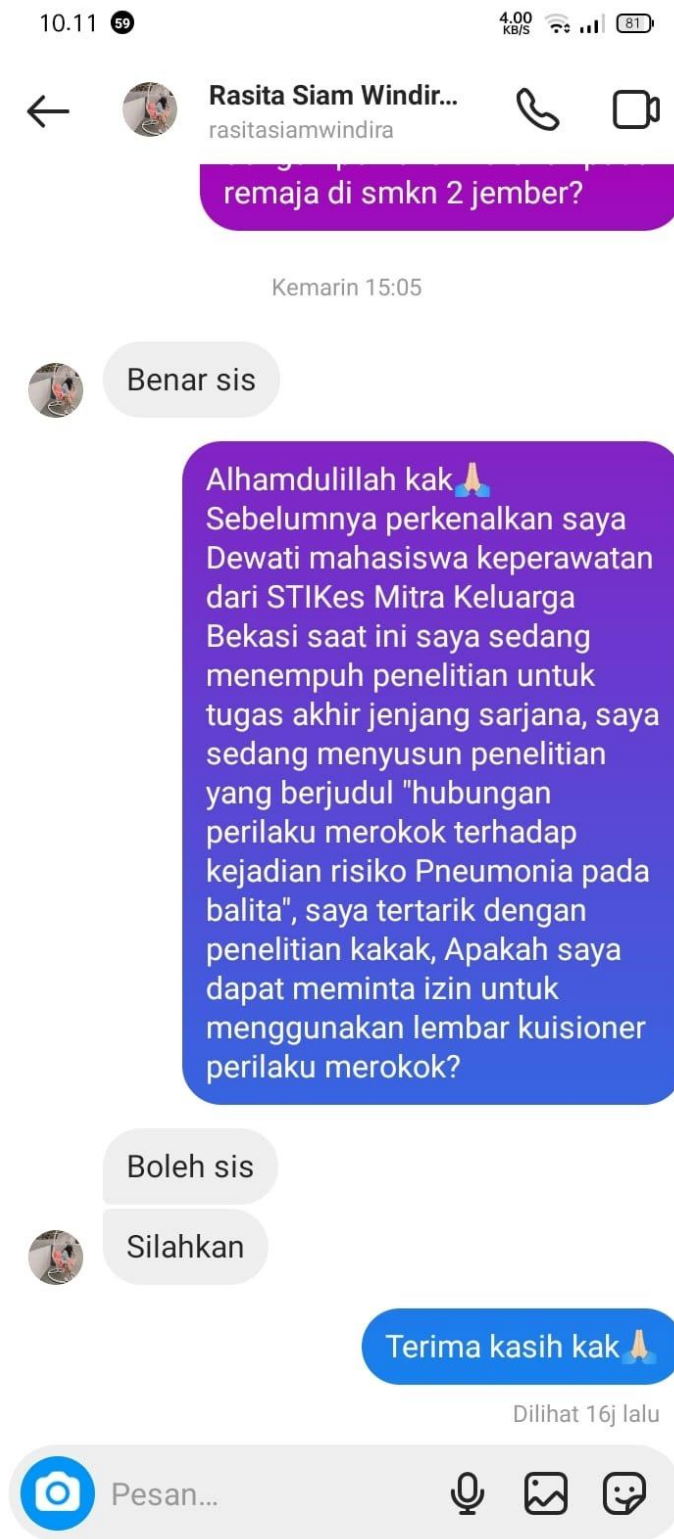 10.11 59 4.00 KB/S 81
Rasita Siam Windir...
rasitasiamwindira
remaja di smkn 2 jember?
Kemarin 15:05
Benar sis
Alhamdulillah kak🙏🏻
Sebelumnya perkenalkan saya
Dewati mahasiswa keperawatan
dari STIKes Mitra Keluarga
Bekasi saat ini saya sedang
menempuh penelitian untuk
tugas akhir jenjang sarjana, saya
sedang menyusun penelitian
yang berjudul "hubungan
perilaku merokok terhadap
kejadian risiko Pneumonia pada
balita", saya tertarik dengan
penelitian kakak, Apakah saya
dapat meminta izin untuk
menggunakan lembar kuisioner
perilaku merokok?
Boleh sis
Silahkan
Terima kasih kak🙏🏻
Dilihat 16j lalu
Pesan...